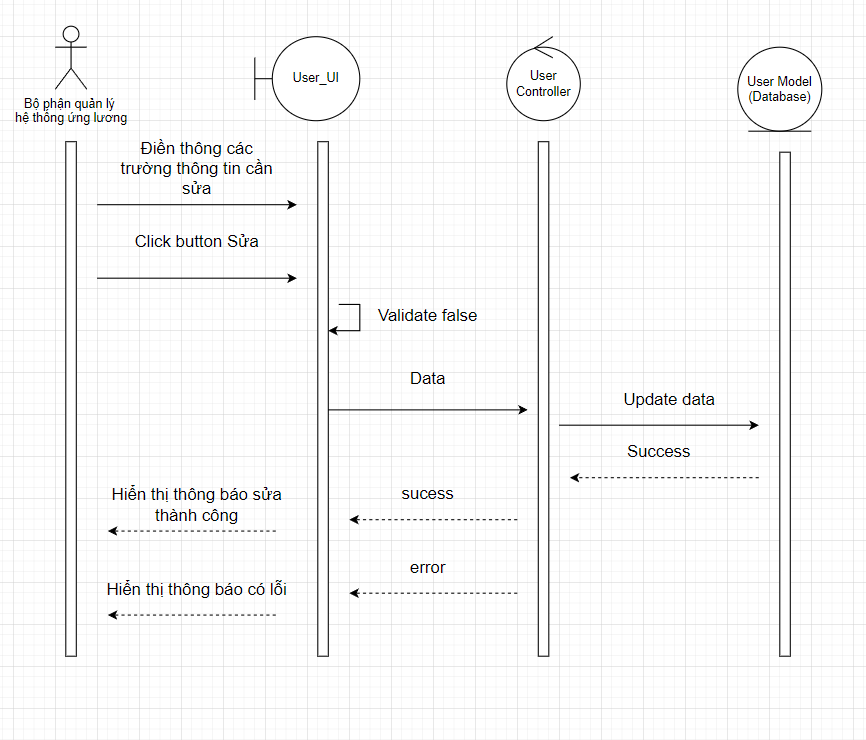 Bộ phận quản lý
hệ thống ứng lương
User_UI
User
Controller
User Model
(Database)
Điền thông các
trường thông tin cần
sửa
Click button Sửa
Validate false
Data
Update data
Success
sucess
Hiển thị thông báo sửa
thành công
error
Hiển thị thông báo có lỗi